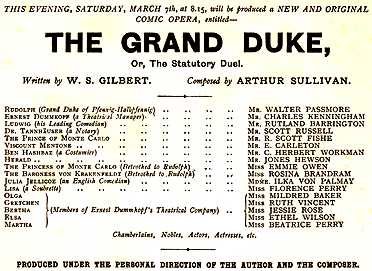 THIS EVENING, SATURDAY, MARCH 7th, at 8.15, will be produced a NEW AND ORIGINAL
COMIC OPERA, entitled—
THE GRAND DUKE,
Or, The Statutory Duel.
Written by W. S. GILBERT. Composed by ARTHUR SULLIVAN.
RUDOLPH (Grand Duke of Pfennig-Halbpfennig) .. .. .. .. MR. WALTER PASSMORE
ERNEST DUMMKOPF (a Theatrical Manager) .. .. .. .. MR. CHARLES KENNINGHAM
LUDWIG (his Leading Comedian) .. .. .. .. MR. RUTLAND BARRINGTON
DR. TANNHÄUSER (a Notary) .. .. .. .. MR. SCOTT RUSSELL
THE PRINCE OF MONTE CARLO .. .. .. .. MR. R. SCOTT FISHE
VISCOUNT MENTONE .. .. .. .. MR. E. CARLETON
BEN HASHBAZ (a Costumier) .. .. .. .. MR. C. HERBERT WORKMAN
HERALD .. .. .. .. MR. JONES HEWSON
THE PRINCESS OF MONTE CARLO (Betrothed to Rudolph) .. .. .. MISS EMMIE OWEN
THE BARONESS VON KRAKENFELDT (Betrothed to Rudolph) .. .. .. MISS ROSINA BRANDRAM
JULIA JELLICOE (an English Comedienne) .. .. .. .. MDME. ILKA VON PALMAY
LISA (a Soubrette) .. .. .. .. MISS FLORENCE PERRY
OLGA MISS MILDRED BAKER
GRETCHEN MISS RUTH VINCENT
BERTHA (Members of Ernest Dummkopf's Theatrical Company) .. .. MISS JESSIE ROSE
ELSA MISS ETHEL WILSON
MARTHA MISS BEATRICE PERRY
Chamberlains, Nobles, Actors, Actresses, etc.
PRODUCED UNDER THE PERSONAL DIRECTION OF THE AUTHOR AND THE COMPOSER.